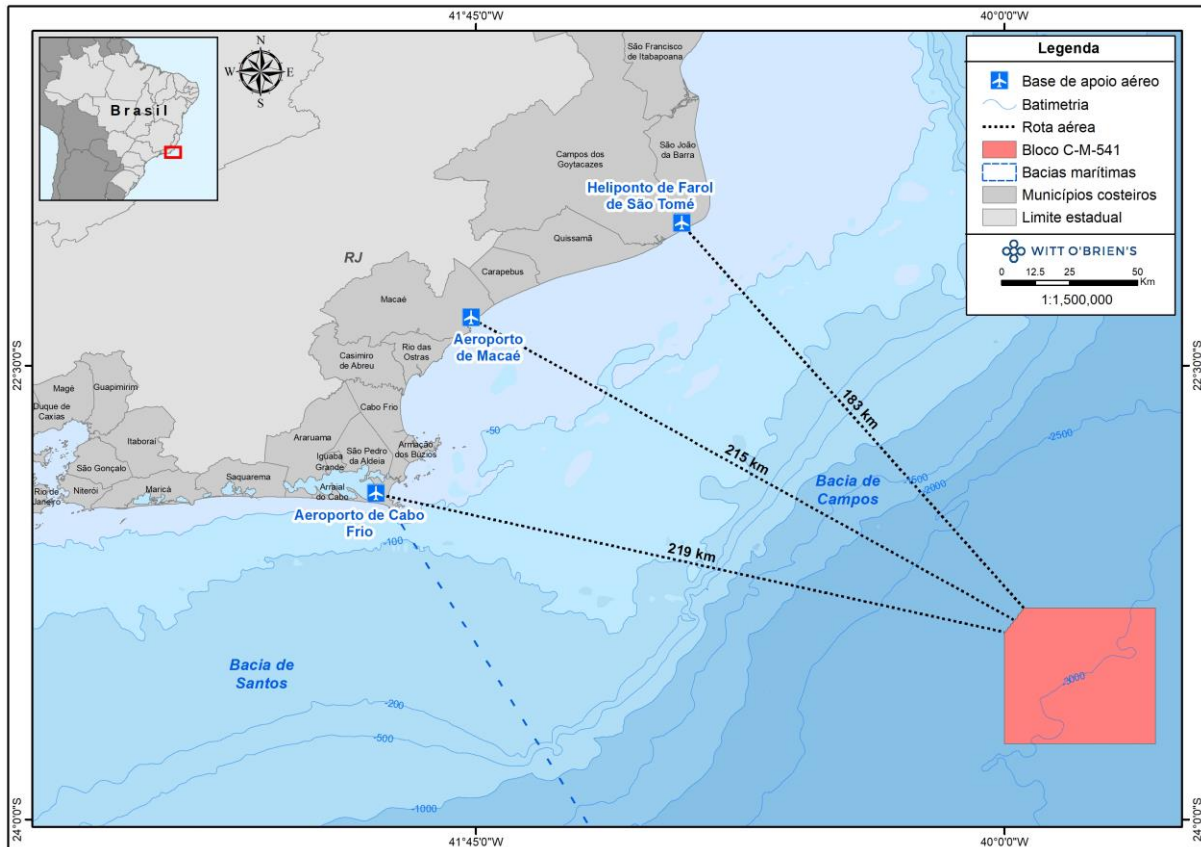 41°45'0"W
40°0'0"W
Brasil
N
W
E
S
São Francisco
de Itabapoana
São João
da Barra
Campos dos
Goytacazes
Heliponto de Farol
de São Tomé
Quissamã
RJ
Carapebus
Macaé
Aeroporto
de Macaé
Rio das
Ostras
Casimiro
de Abreu
Cabo Frio
Magé
Guapimirim
Duque de
Caxias
Itaboraí
Araruama
Armação
dos Búzios
São Pedro
da Aldeia
Iguaba
Grande
São Gonçalo
Saquarema
Maricá
Niterói
Rio de
Janeiro
Arraial
do Cabo
Aeroporto de Cabo
Frio
183 km
215 km
219 km
Bacia de
Campos
Bacia de
Santos
-50
-100
-200
-500
-1000
-2000
-2500
-3000
22°30'0"S
22°30'0"S
24°0'0"S
24°0'0"S
41°45'0"W
40°0'0"W
Legenda
Base de apoio aéreo
Batimetria
Rota aérea
Bloco C-M-541
Bacias marítimas
Municípios costeiros
Limite estadual
WITT O'BRIEN'S
0 12.5 25 50
Km
1:1,500,000